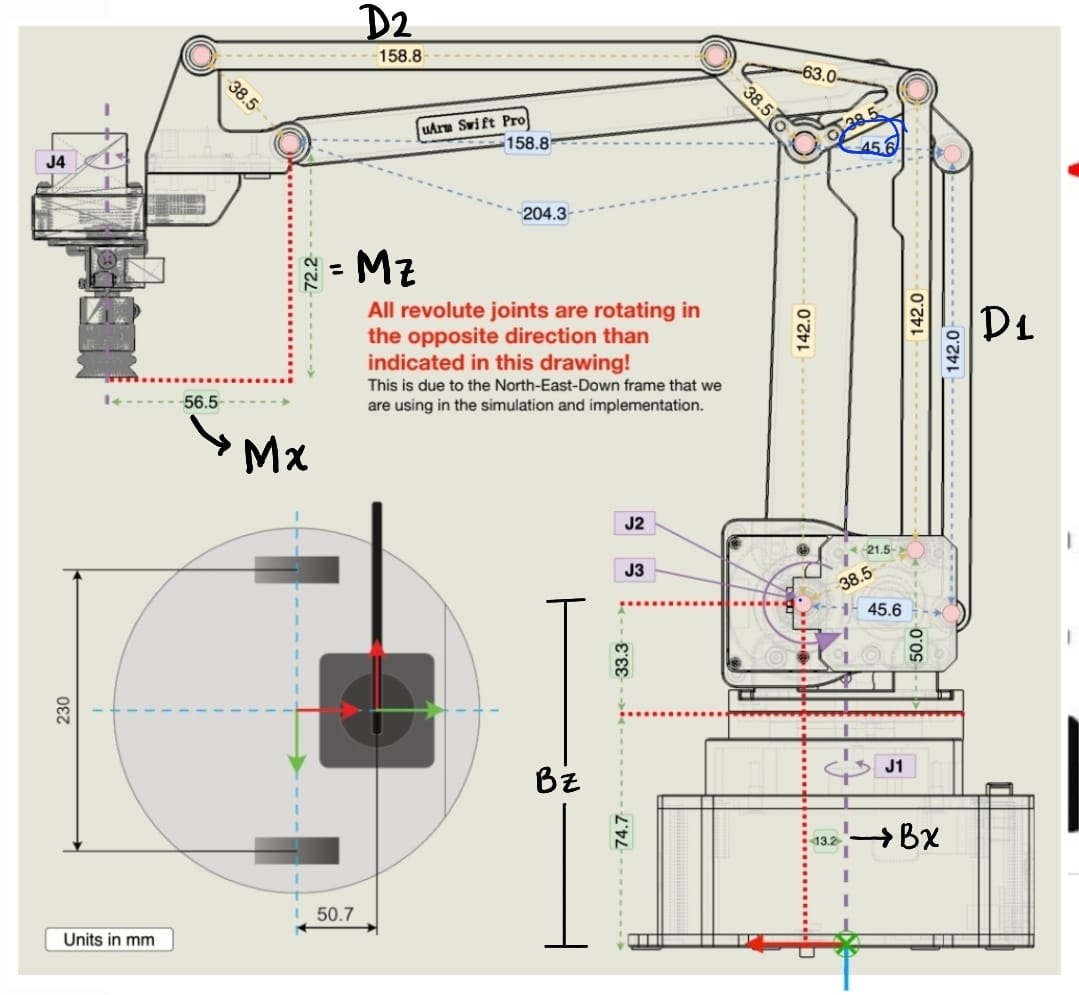 D2
158.8
38.5
63.0
38.5
38.5
uArm Swift Pro
158.8
45.6
J4
204.3
72.2
= Mz
142.0
142.0
142.0
D1
All revolute joints are rotating in
the opposite direction than
indicated in this drawing!
This is due to the North-East-Down frame that we
are using in the simulation and implementation.
56.5
Mx
J2
J3
21.5
38.5
45.6
33.3
50.0
230
Bz
J1
74.7
13.2
Bx
50.7
Units in mm